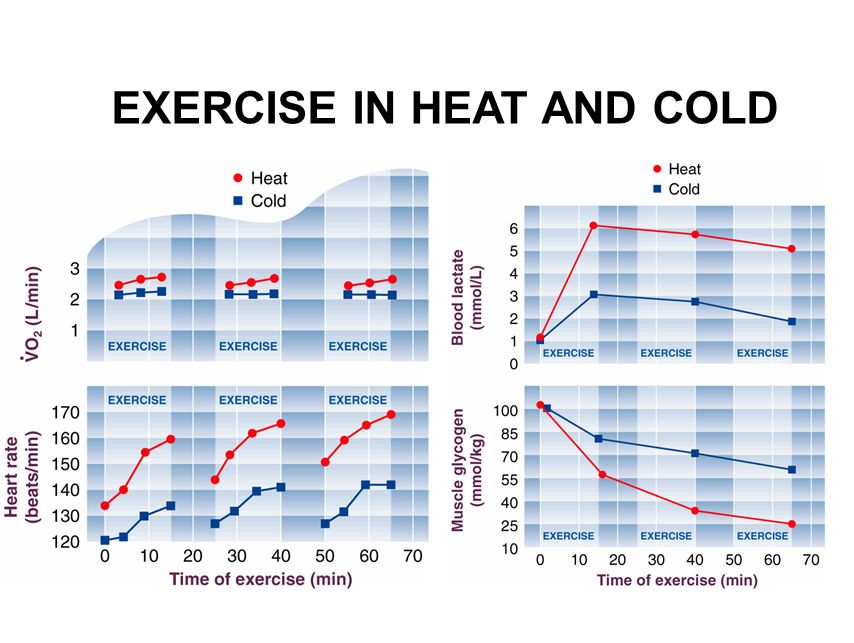 EXERCISE IN HEAT AND COLD
Heat
Cold
3
2
1
V̇O2 (L/min)
EXERCISE EXERCISE EXERCISE
EXERCISE EXERCISE EXERCISE
170
160
150
140
130
120
Heart rate
(beats/min)
0 10 20 30 40 50 60 70
Time of exercise (min)
Heat
Cold
6
5
4
3
2
1
0
Blood lactate
(mmol/L)
EXERCISE EXERCISE EXERCISE
100
85
70
55
40
25
10
Muscle glycogen
(mmol/kg)
EXERCISE EXERCISE EXERCISE
0 10 20 30 40 50 60 70
Time of exercise (min)